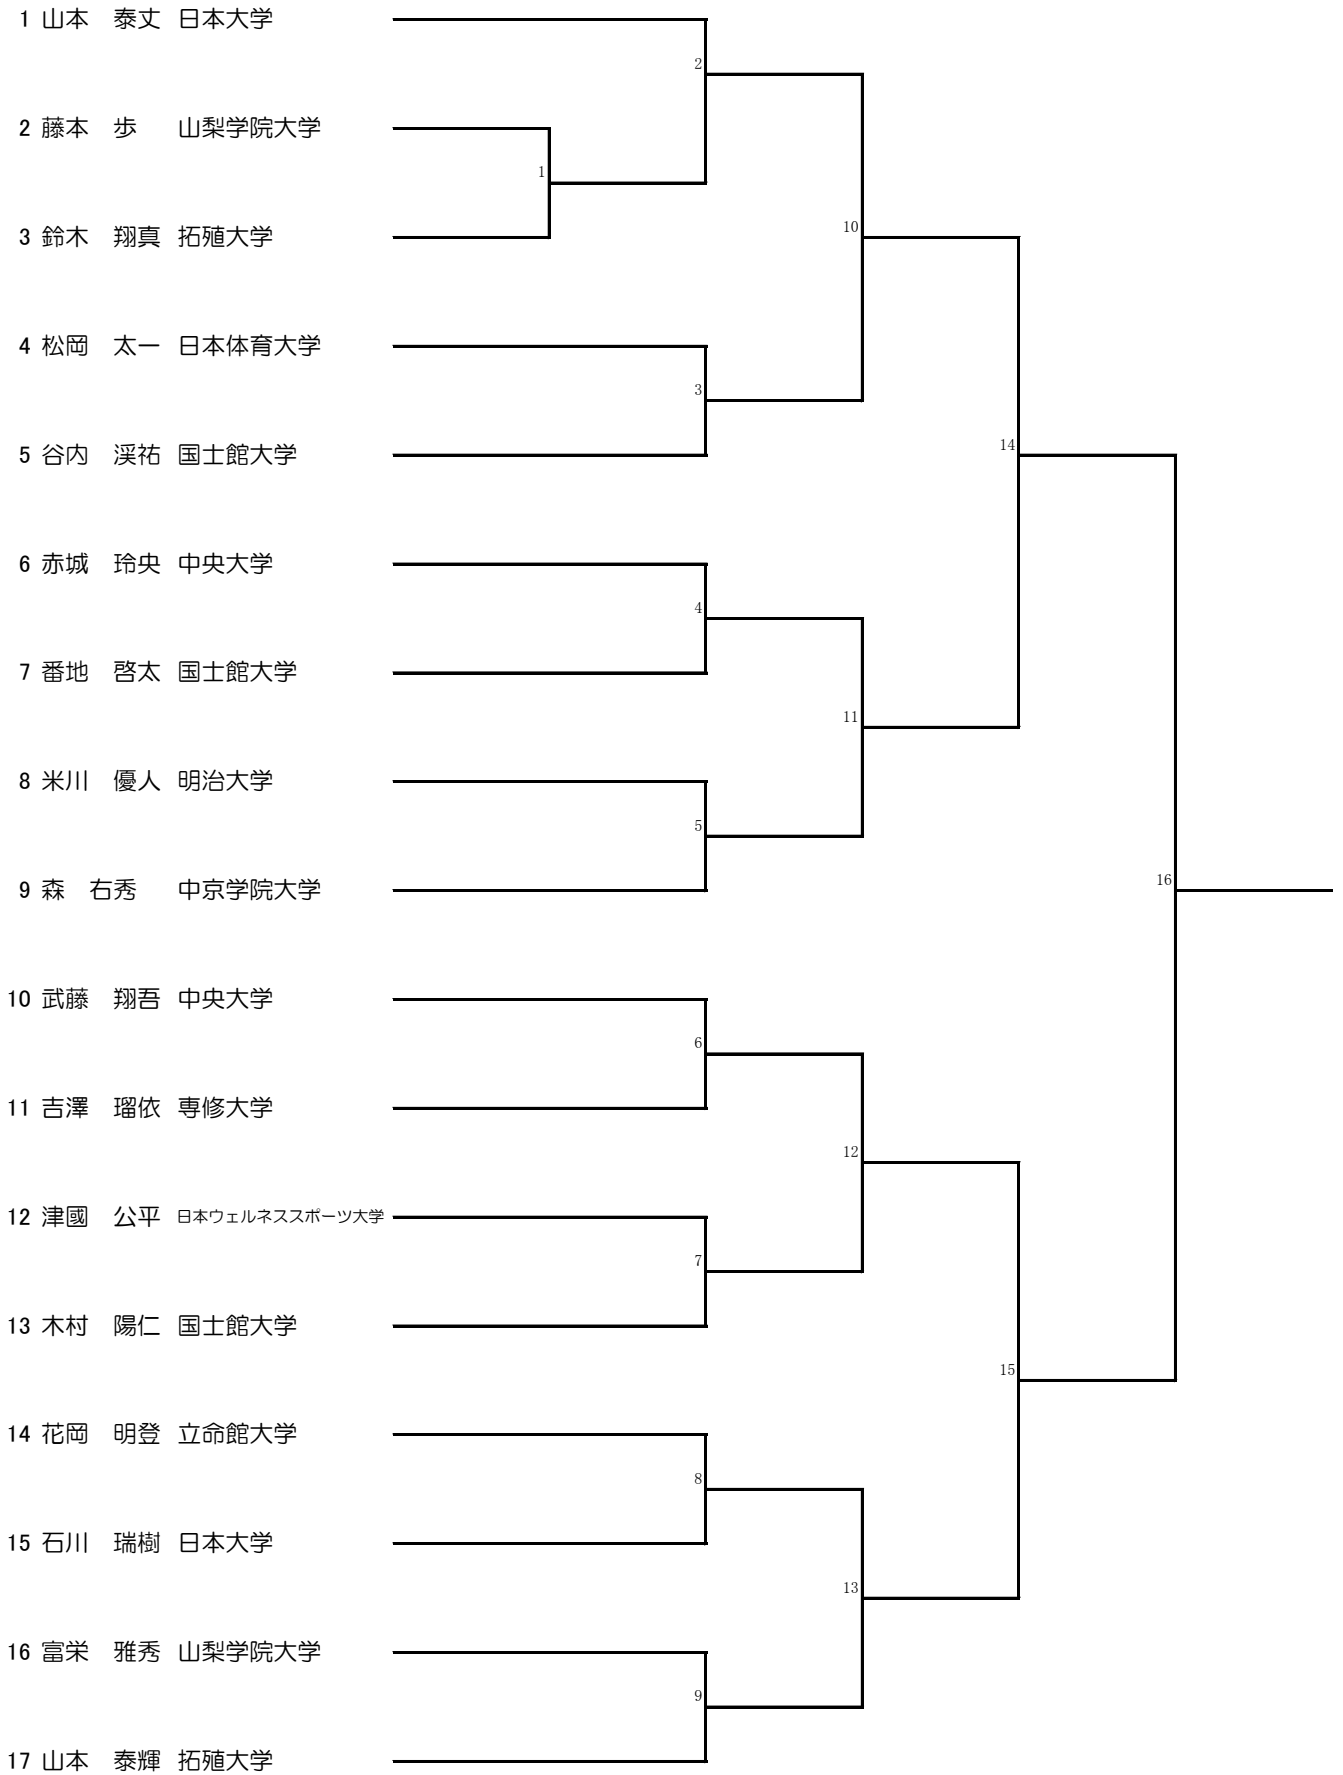 1 山本　泰丈 日本大学
2
2 藤本　歩 山梨学院大学
1
3 鈴木　翔真 拓殖大学
10
4 松岡　太一 日本体育大学
3
14
5 谷内　渓祐 国士館大学
6 赤城　玲央 中央大学
4
7 番地　啓太 国士館大学
11
8 米川　優人 明治大学
5
16
9 森　右秀 中京学院大学
10 武藤　翔吾 中央大学
6
11 吉澤　瑠依 専修大学
12
12 津國　公平 日本ウェルネススポーツ大学
7
13 木村　陽仁 国士館大学
15
14 花岡　明登 立命館大学
8
15 石川　瑞樹 日本大学
13
16 富栄　雅秀 山梨学院大学
9
17 山本　泰輝 拓殖大学